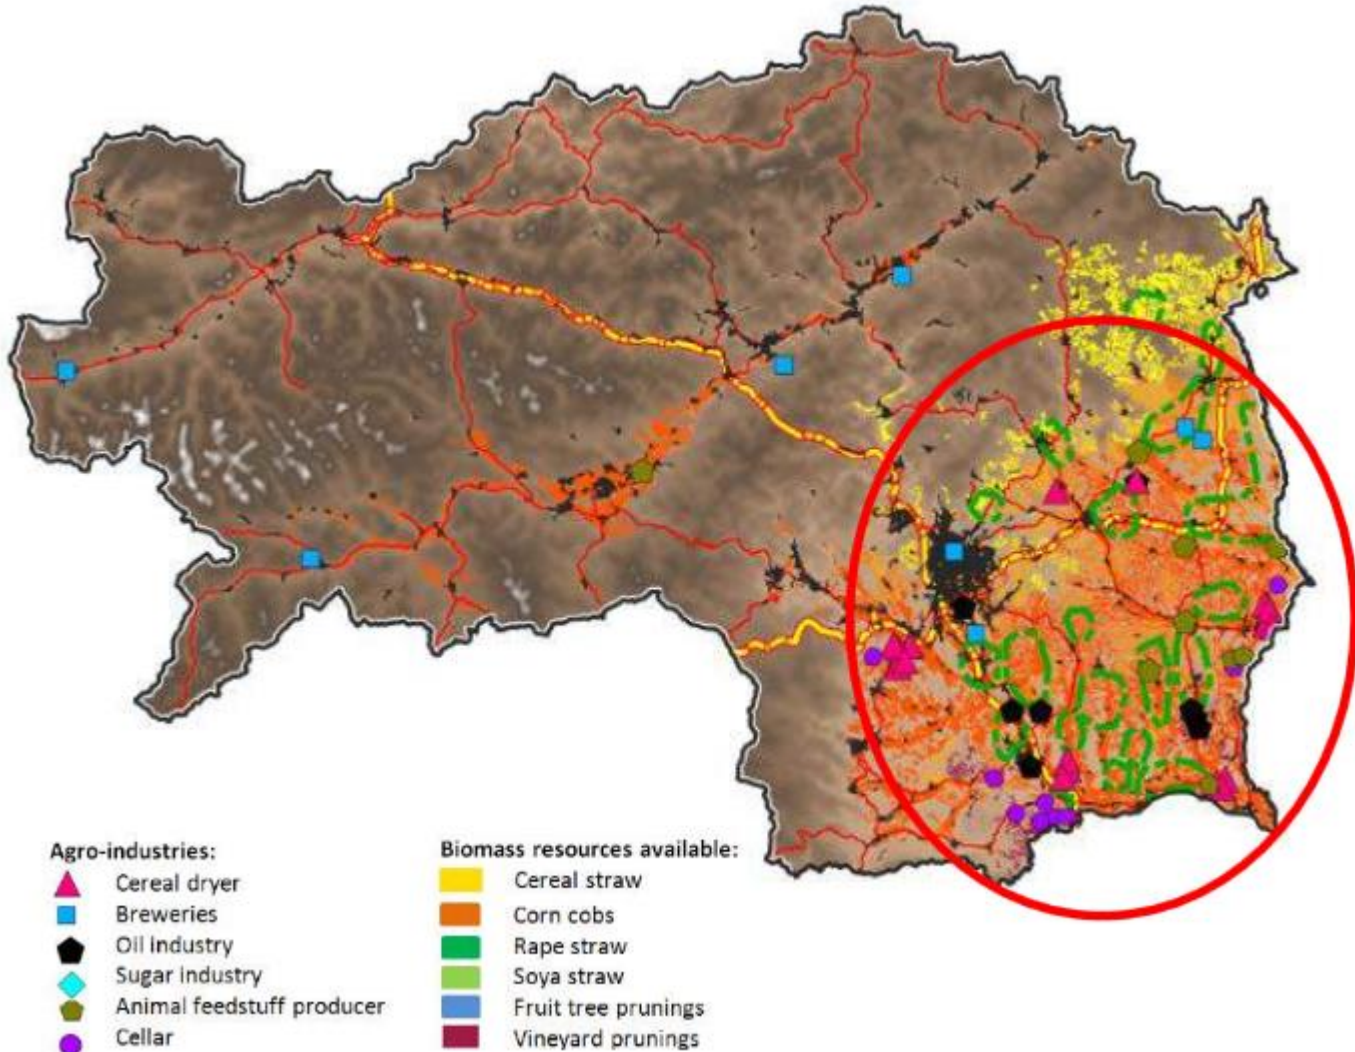 Agro-industries:
Cereal dryer
Breweries
Oil industry
Sugar industry
Animal feedstuff producer
Cellar
Biomass resources available:
Cereal straw
Corn cobs
Rape straw
Soya straw
Fruit tree prunings
Vineyard prunings